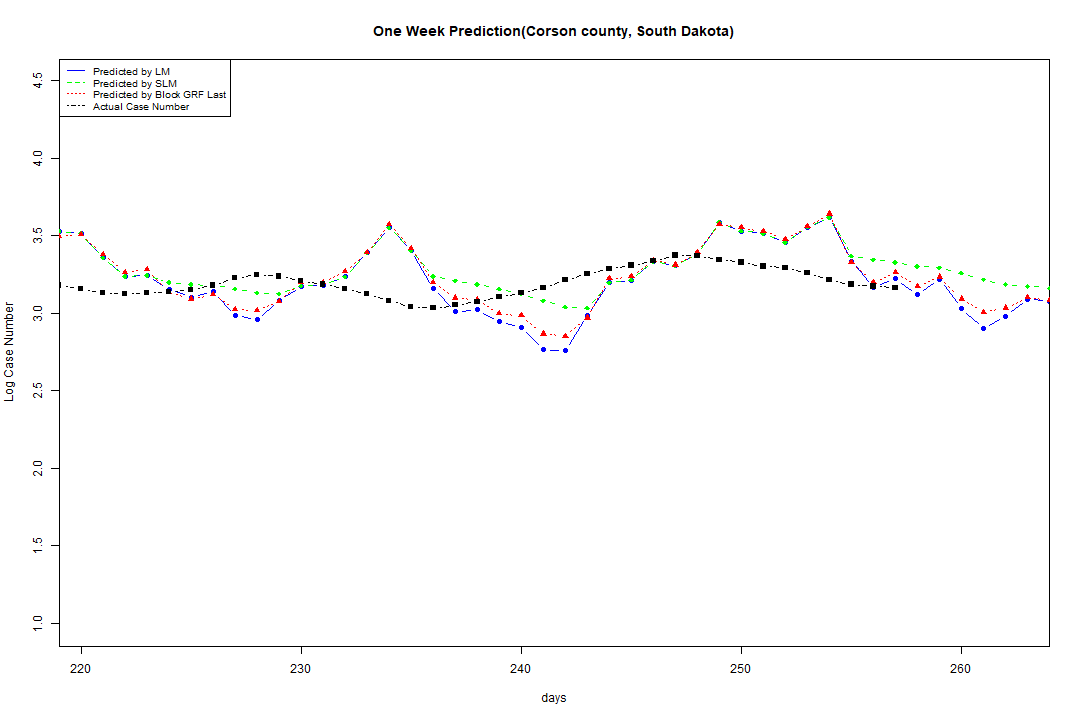 One Week Prediction(Corson county, South Dakota)
Predicted by LM
Predicted by SLM
Predicted by Block GRF Last
Actual Case Number
Log Case Number
4.5
4.0
3.5
3.0
2.5
2.0
1.5
1.0
220 230 240 250 260
days